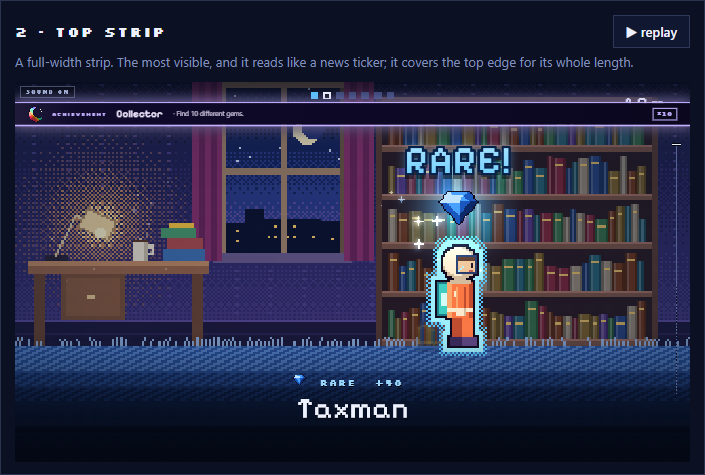 2 - TOP STRIP
▶ replay
A full-width strip. The most visible, and it reads like a news ticker; it covers the top edge for its whole length.
SOUND ON
ACHIEVEMENT Collector · Find 10 different gems.
RARE!
RARE +40
Taxman